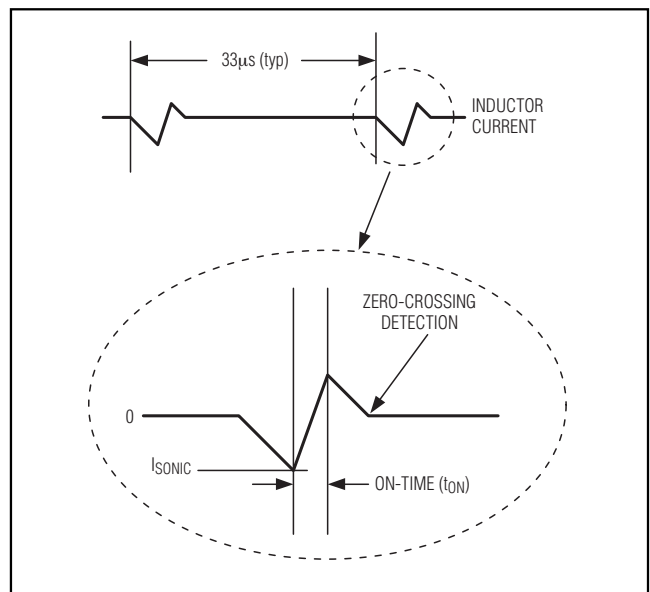 33μs (typ)
INDUCTOR
CURRENT
ZERO-CROSSING
DETECTION
0
ISONIC
ON-TIME (tON)